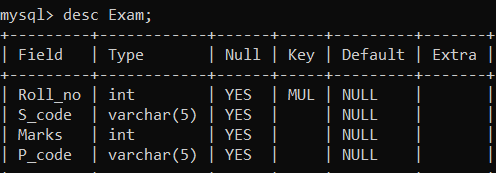 mysql> desc Exam;
+---------+------------+------+-----+---------+-------+
| Field   | Type       | Null | Key | Default | Extra |
+---------+------------+------+-----+---------+-------+
| Roll_no | int        | YES  | MUL | NULL    |       |
| S_code  | varchar(5) | YES  |     | NULL    |       |
| Marks   | int        | YES  |     | NULL    |       |
| P_code  | varchar(5) | YES  |     | NULL    |       |
+---------+------------+------+-----+---------+-------+